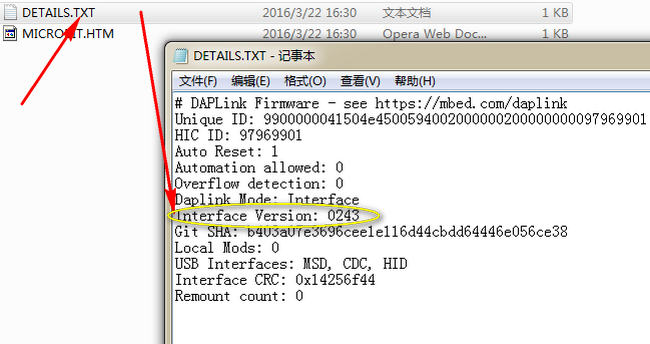 DETAILS.TXT 2016/3/22 16:30 文本文档 1 KB
MICRO IT.HTM 2016/3/22 16:30 Opera Web Doc... 1 KB
DETAILS.TXT - 记事本
文件(F) 编辑(E) 格式(O) 查看(V) 帮助(H)
# DAPLink Firmware - see https://mbed.com/daplink
Unique ID: 9900000041504e4500594002000000200000000097969901
HIC ID: 97969901
Auto Reset: 1
Automation allowed: 0
Overflow detection: 0
Daplink Mode: Interface
Interface Version: 0243
Git SHA: b403a07e3696cee1e116d44cbdd64446e056ce38
Local Mods: 0
USB Interfaces: MSD, CDC, HID
Interface CRC: 0x14256f44
Remount count: 0